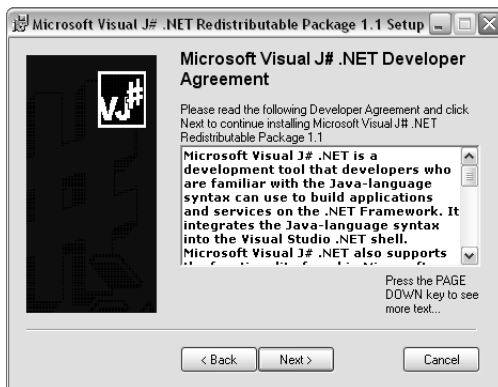 Microsoft Visual J# .NET Redistributable Package 1.1 Setup
VJ#
Microsoft Visual J# .NET Developer
Agreement
Please read the following Developer Agreement and click
Next to continue installing Microsoft Visual J# .NET
Redistributable Package 1.1
Microsoft Visual J# .NET is a
development tool that developers who
are familiar with the Java-language
syntax can use to build applications
and services on the .NET Framework. It
integrates the Java-language syntax
into the Visual Studio .NET shell.
Microsoft Visual J# .NET also supports
Press the PAGE
DOWN key to see
more text...
< Back
Next >
Cancel